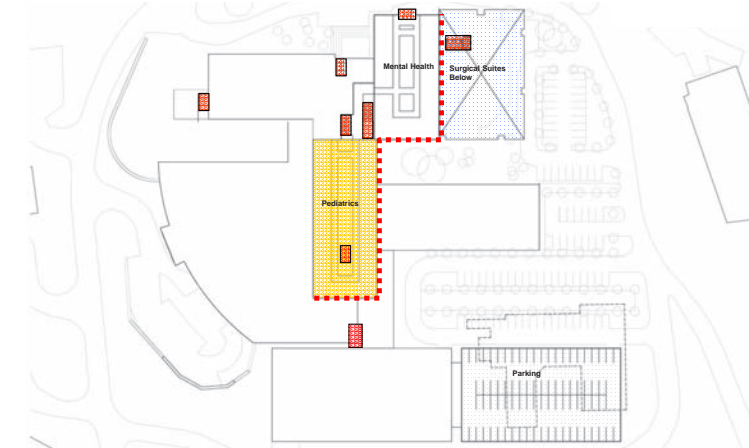 Mental Health
Surgical Suites
Below
Pediatrics
Parking